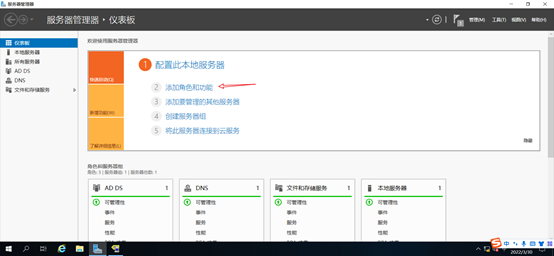 服务器管理器
服务器管理器 · 仪表板
管理(M) 工具(T) 视图(V) 帮助(H)
仪表板
本地服务器
所有服务器
AD DS
DNS
文件和存储服务
欢迎使用服务器管理器
快速启动(Q)
新增功能(W)
了解详细信息(L)
1 配置此本地服务器
2 添加角色和功能
3 添加要管理的其他服务器
4 创建服务器组
5 将此服务器连接到云服务
隐藏
角色和服务器组
角色: 3 | 服务器组: 1 | 服务器总数: 1
AD DS 1
可管理性
事件
服务
性能
DNS 1
可管理性
事件
服务
性能
文件和存储服务 1
可管理性
事件
服务
性能
本地服务器 1
可管理性
事件
服务
性能
中
2022/3/30